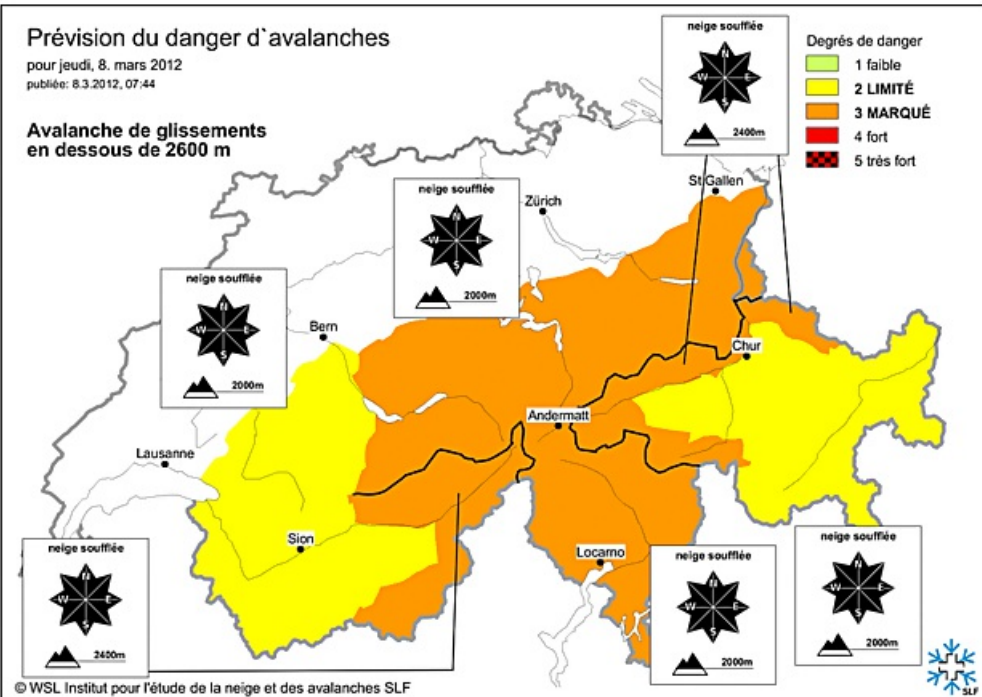 Prévision du danger d`avalanches
pour jeudi, 8. mars 2012
publiée: 8.3.2012, 07:44
Avalanche de glissements
en dessous de 2600 m
Degrés de danger
1 faible
2 LIMITÉ
3 MARQUÉ
4 fort
5 très fort
neige soufflée
N
W E
S
2400m
neige soufflée
N
W E
S
2000m
neige soufflée
N
W E
S
2000m
St.Gallen
Zürich
Bern
Chur
Andermatt
Lausanne
Sion
Locarno
neige soufflée
N
W E
S
2400m
neige soufflée
N
W E
S
2000m
neige soufflée
N
W E
S
2000m
© WSL Institut pour l'étude de la neige et des avalanches SLF
SLF